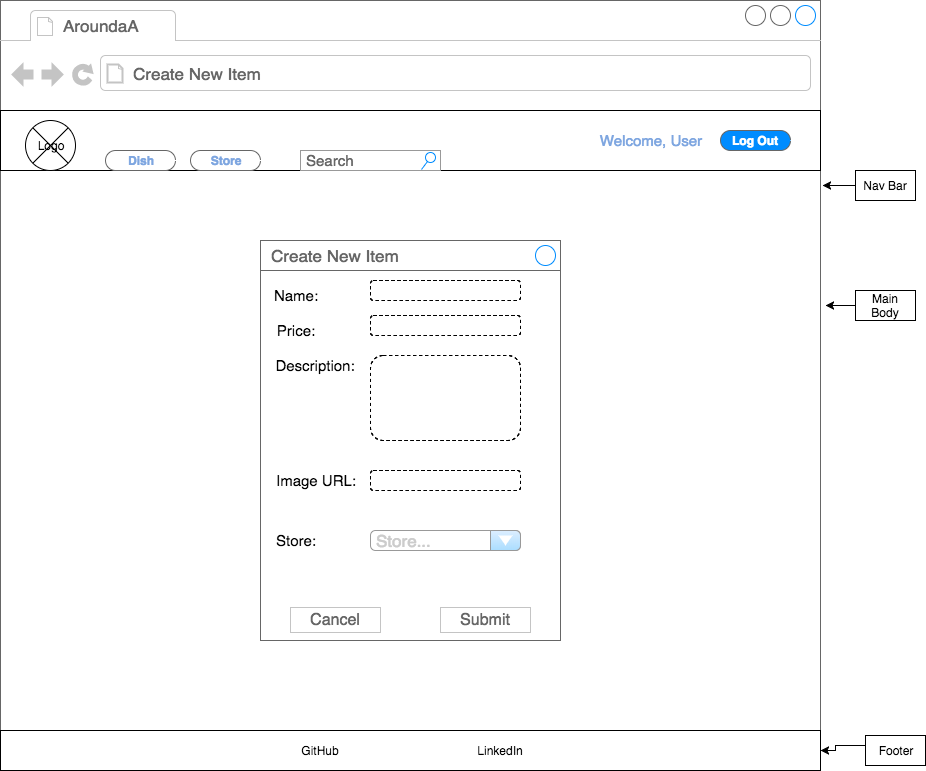 AroundaA
Create New Item
Logo
Dish
Store
Search
Welcome, User
Log Out
Nav Bar
Create New Item
Name:
Price:
Main
Body
Description:
Image URL:
Store:
Store...
Cancel
Submit
GitHub
LinkedIn
Footer